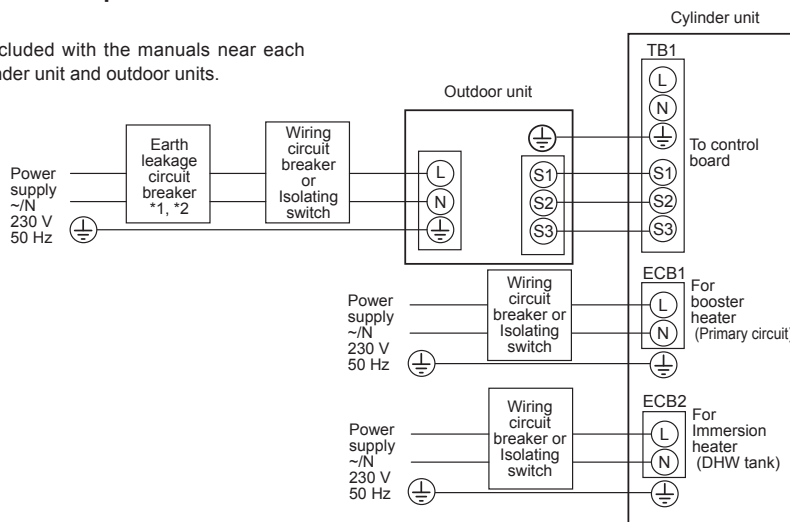 Cylinder unit
cluded with the manuals near each
nder unit and outdoor units.
TB1
L
N
To control
board
S1
S2
S3
Outdoor unit
Earth
leakage
circuit
breaker
*1, *2
Wiring
circuit
breaker
or
Isolating
switch
Power
supply
~/N
230 V
50 Hz
L
N
S1
S2
S3
ECB1
For
booster
heater
(Primary circuit)
L
N
Wiring
circuit
breaker or
Isolating
switch
Power
supply
~/N
230 V
50 Hz
ECB2
For
Immersion
heater
(DHW tank)
L
N
Wiring
circuit
breaker or
Isolating
switch
Power
supply
~/N
230 V
50 Hz